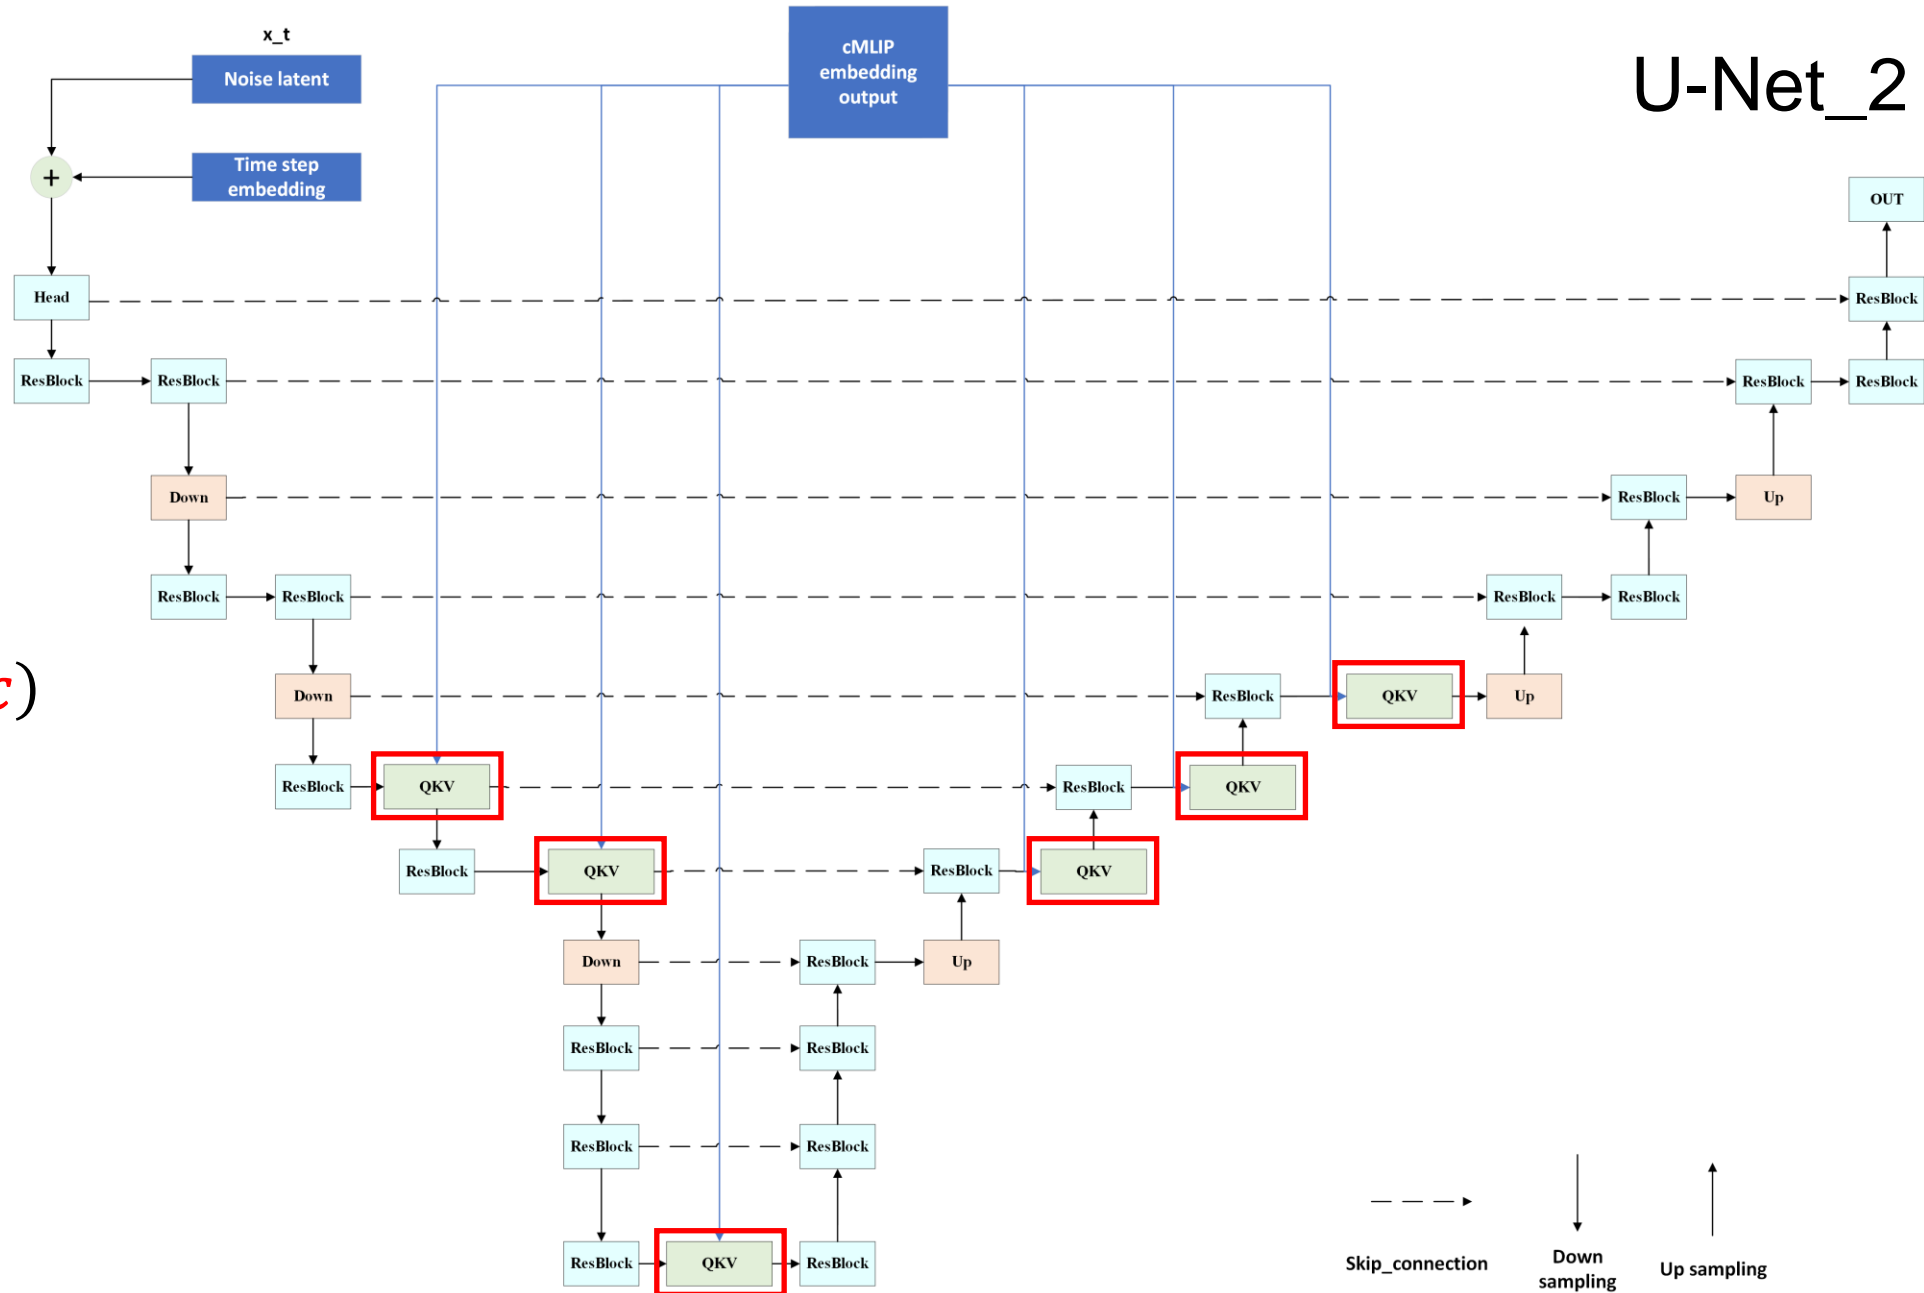 x_t
cMLIP
embedding
output
U-Net_2
Noise latent
+
Time step
embedding
OUT
Head
ResBlock
ResBlock
ResBlock
ResBlock
ResBlock
Down
ResBlock
Up
ResBlock
ResBlock
ResBlock
ResBlock
c)
Down
ResBlock
QKV
Up
ResBlock
QKV
ResBlock
QKV
ResBlock
QKV
ResBlock
QKV
Down
ResBlock
Up
ResBlock
ResBlock
ResBlock
ResBlock
ResBlock
QKV
ResBlock
Skip_connection
Down
sampling
Up sampling